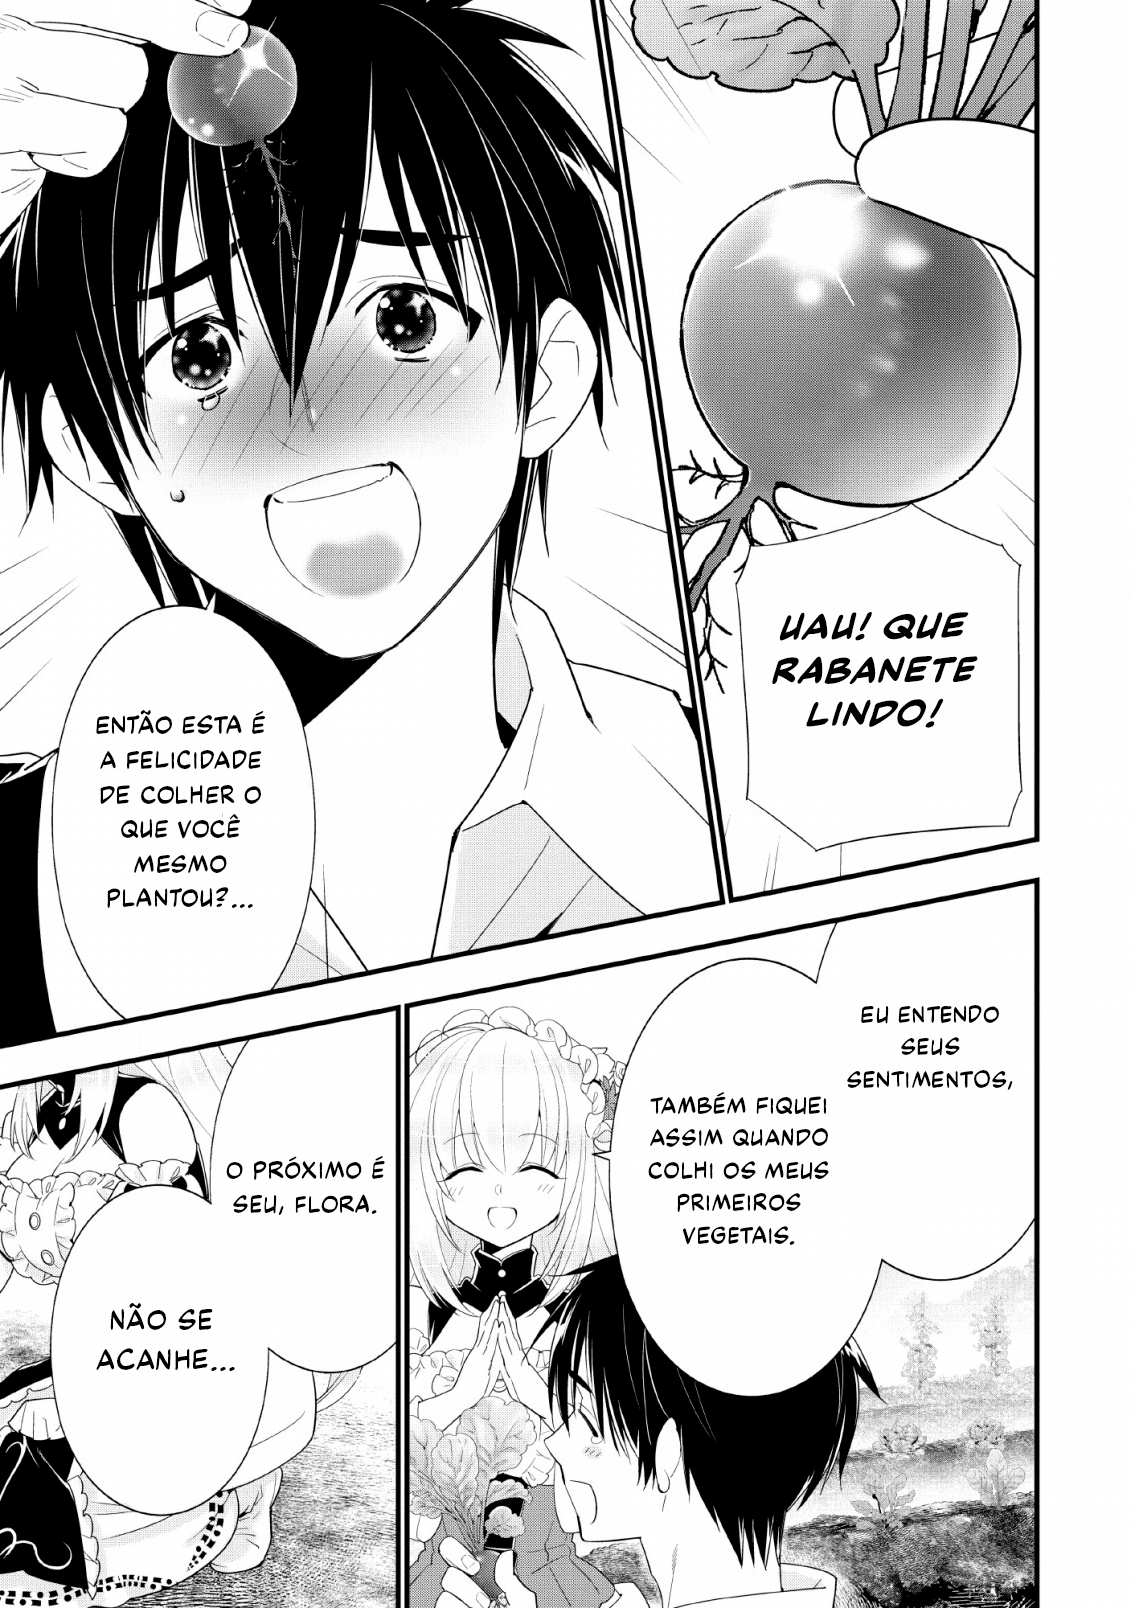 UAU! QUE
RABANETE
LINDO!
ENTÃO ESTA É
A FELICIDADE
DE COLHER O
QUE VOCÊ
MESMO
PLANTOU?...
EU ENTENDO
SEUS
SENTIMENTOS,
TAMBÉM FIQUEI
ASSIM QUANDO
COLHI OS MEUS
PRIMEIROS
VEGETAIS.
O PRÓXIMO É
SEU, FLORA.
NÃO SE
ACANHE...